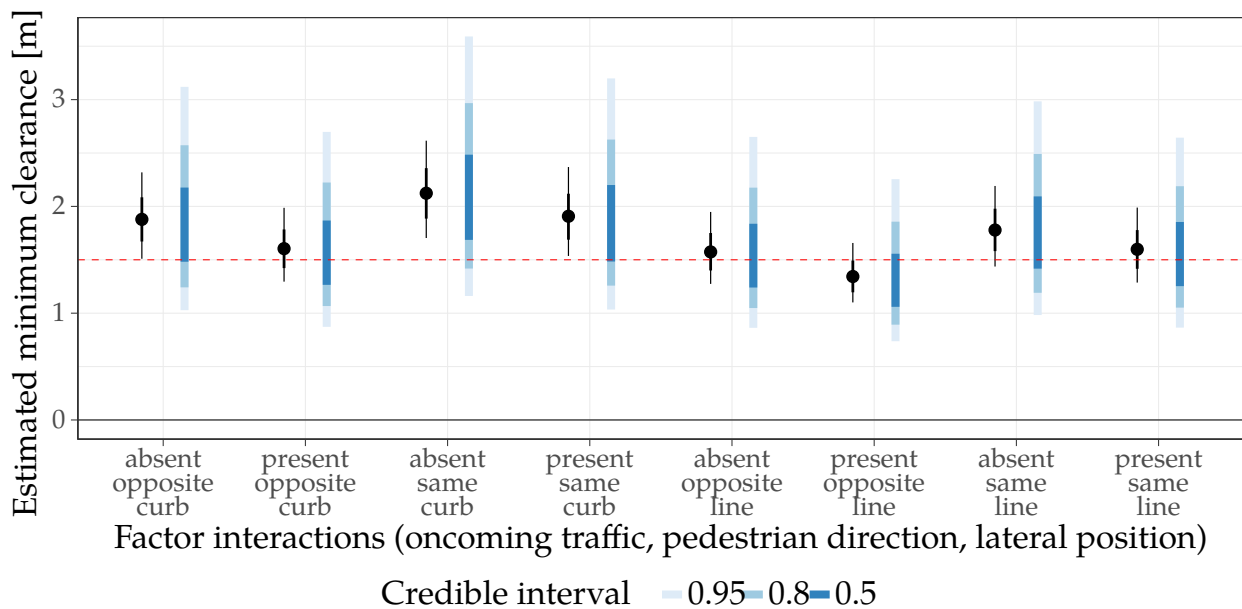 Estimated minimum clearance [m]
3
2
1
0
absent present absent present absent present absent present
opposite opposite same same opposite opposite same same
curb curb curb curb line line line line
Factor interactions (oncoming traffic, pedestrian direction, lateral position)
Credible interval 0.95 0.8 0.5